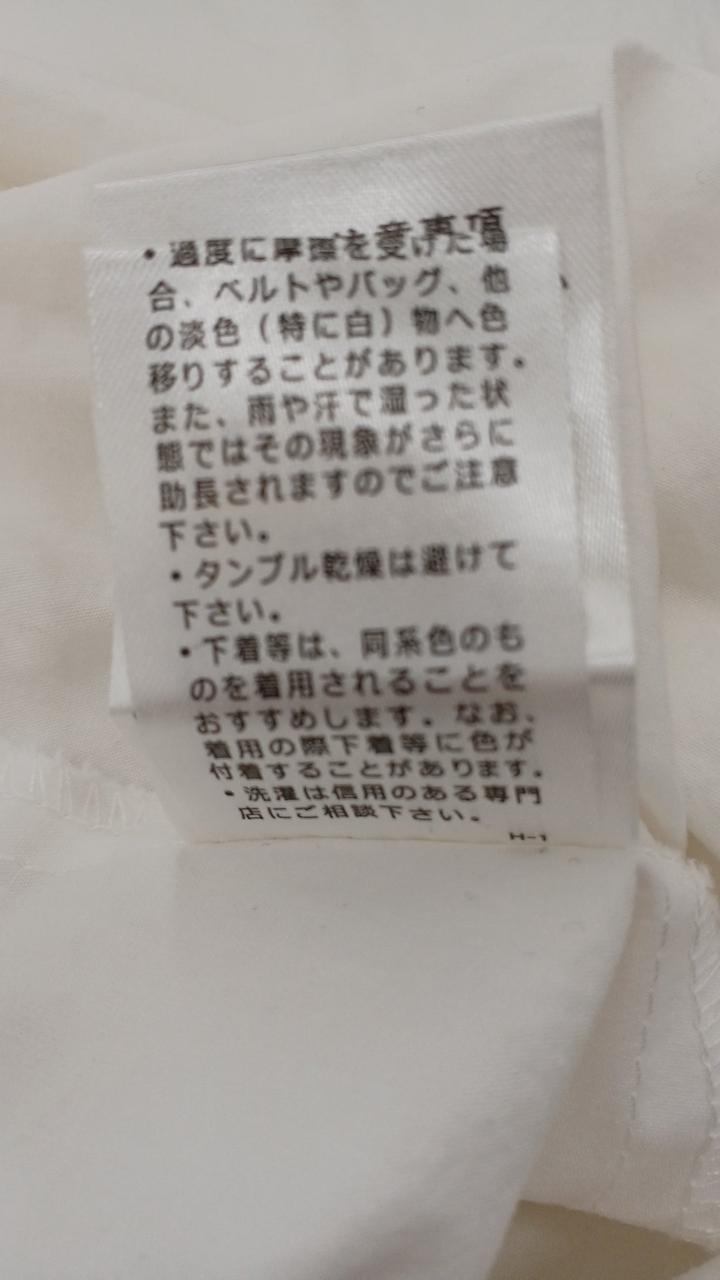 注意事項
・過度に摩擦を受けた場
合、ベルトやバッグ、他
の淡色（特に白）物へ色
移りすることがあります。
また、雨や汗で湿った状
態ではその現象がさらに
助長されますのでご注意
下さい。
・タンブル乾燥は避けて
下さい。
・下着等は、同系色のも
のを着用されることを
おすすめします。なお、
着用の際下着等に色が
付着することがあります。
・洗濯は信用のある専門
店にご相談下さい。
H-1